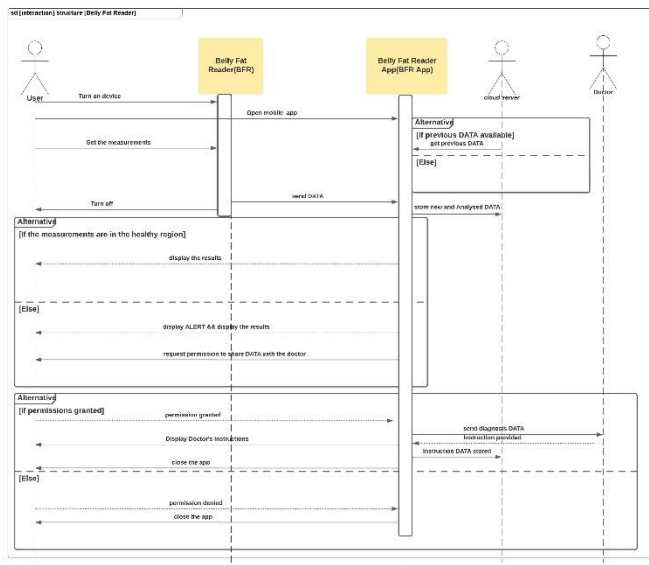 sd [interaction] structure [Belly Fat Reader]
Belly Fat
Reader(BFR)
Belly Fat Reader
App(BFR App)
User
cloud server
Doctor
Turn on device
Open mobile app
Alternative
[If previous DATA available]
get previous DATA
Get the measurements
[Else]
send DATA
Turn off
store new and Analysed DATA
Alternative
[If the measurements are in the healthy region]
display the results
[Else]
display ALERT && display the results
request permission to share DATA with the doctor
Alternative
[if permissions granted]
permission granted
send diagnosis DATA
Instruction provided
Display Doctor's Instructions
Instruction DATA stored
close the app
[Else]
permission denied
close the app